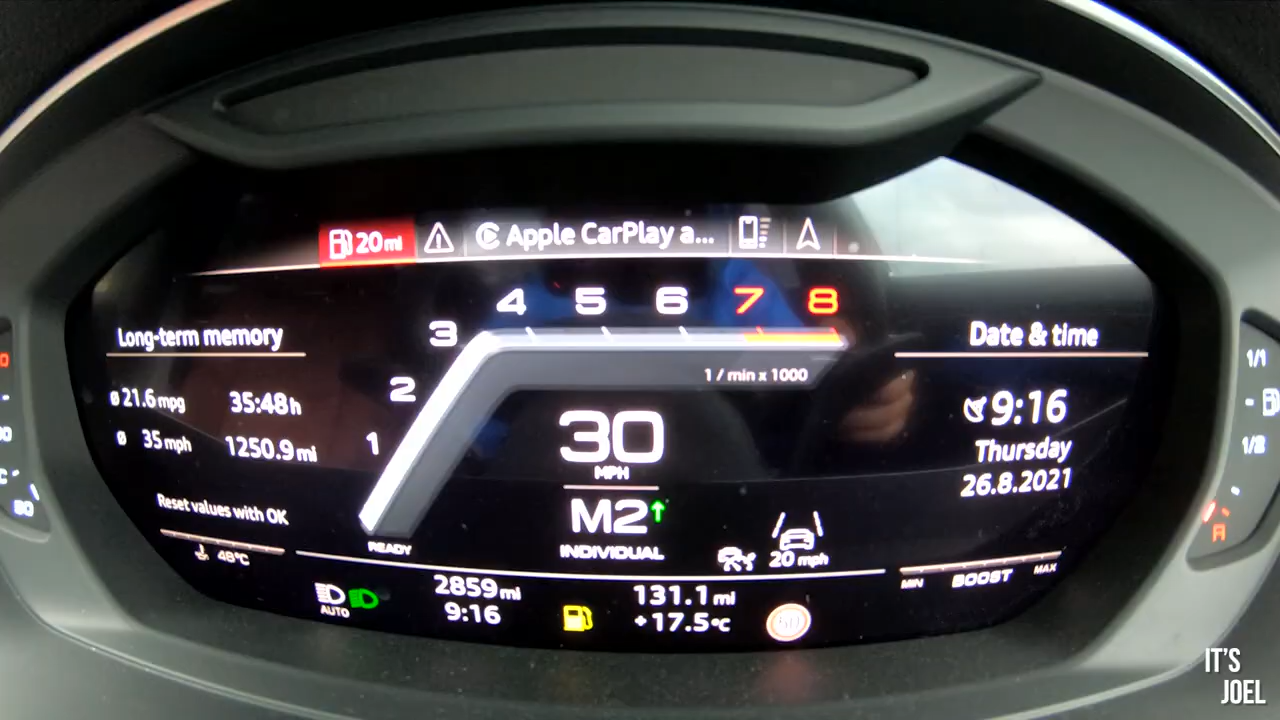 20 mi
Apple CarPlay a...
4 5 6 7 8
3
2
1
1 / min x 1000
Long-term memory
ø 21.6 mpg 35:48 h
ø 35 mph 1250.9 mi
Reset values with OK
48°C
READY
30
MPH
M2
INDIVIDUAL
20 mph
Date & time
9:16
Thursday
26.8.2021
MIN BOOST MAX
AUTO
2859 mi
9:16
131.1 mi
+17.5°C
1/1
1/2
IT'S
JOEL